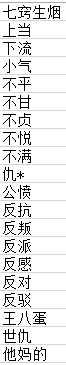 七窍生烟
上当
下流
小气
不平
不甘
不贞
不悦
不满
仇*
公愤
反抗
反叛
反派
反感
反对
反驳
王八蛋
世仇
他妈的